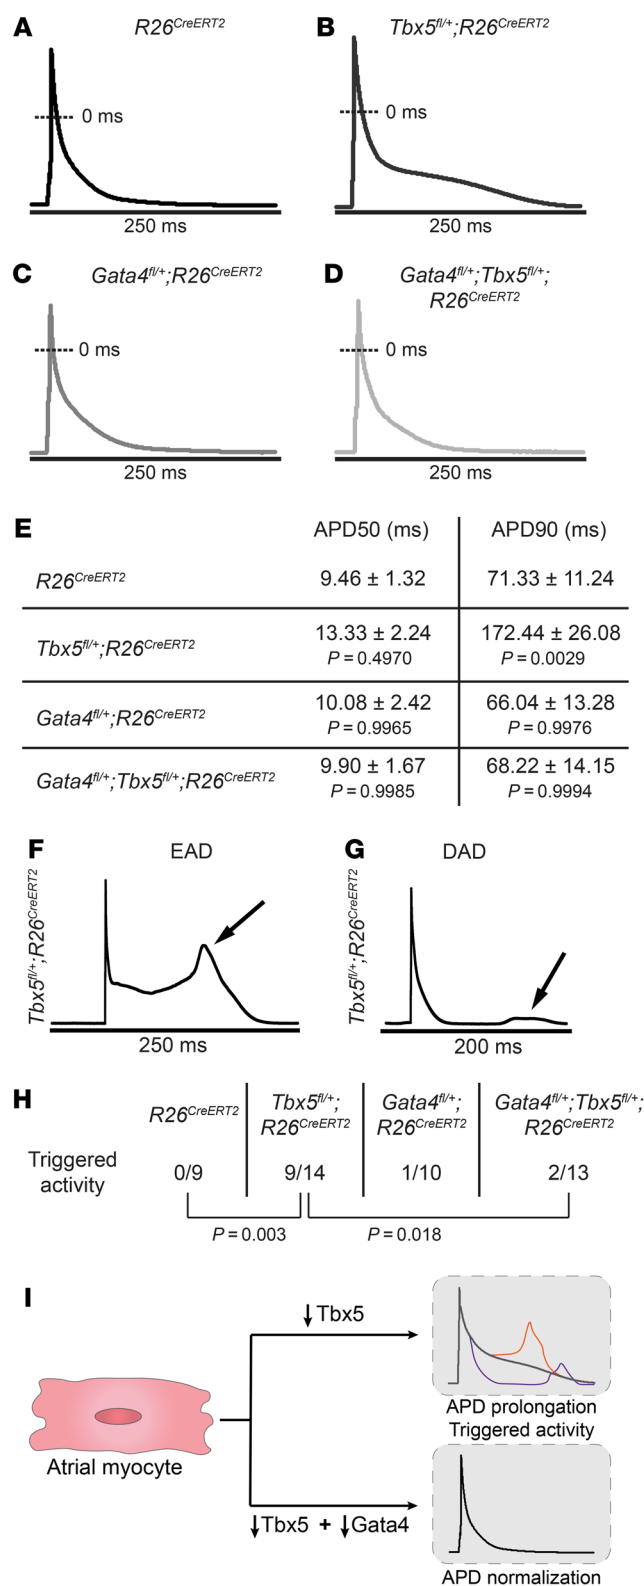 A
R26CreERT2
0 ms
250 ms
B
Tbx5fl/+;R26CreERT2
0 ms
250 ms
C
Gata4fl/+;R26CreERT2
0 ms
250 ms
D
Gata4fl/+;Tbx5fl/+;
R26CreERT2
0 ms
250 ms
E
APD50 (ms) APD90 (ms)
R26CreERT2 9.46 ± 1.32 71.33 ± 11.24
Tbx5fl/+;R26CreERT2 13.33 ± 2.24 172.44 ± 26.08
P = 0.4970 P = 0.0029
Gata4fl/+;R26CreERT2 10.08 ± 2.42 66.04 ± 13.28
P = 0.9965 P = 0.9976
Gata4fl/+;Tbx5fl/+;R26CreERT2 9.90 ± 1.67 68.22 ± 14.15
P = 0.9985 P = 0.9994
F
EAD
Tbx5fl/+;R26CreERT2
250 ms
G
DAD
Tbx5fl/+;R26CreERT2
200 ms
H
R26CreERT2
Tbx5fl/+;
R26CreERT2
Gata4fl/+;
R26CreERT2
Gata4fl/+;Tbx5fl/+;
R26CreERT2
Triggered
activity
0/9 9/14 1/10 2/13
P = 0.003 P = 0.018
I
↓Tbx5
APD prolongation
Triggered activity
Atrial myocyte
↓Tbx5 + ↓Gata4
APD normalization